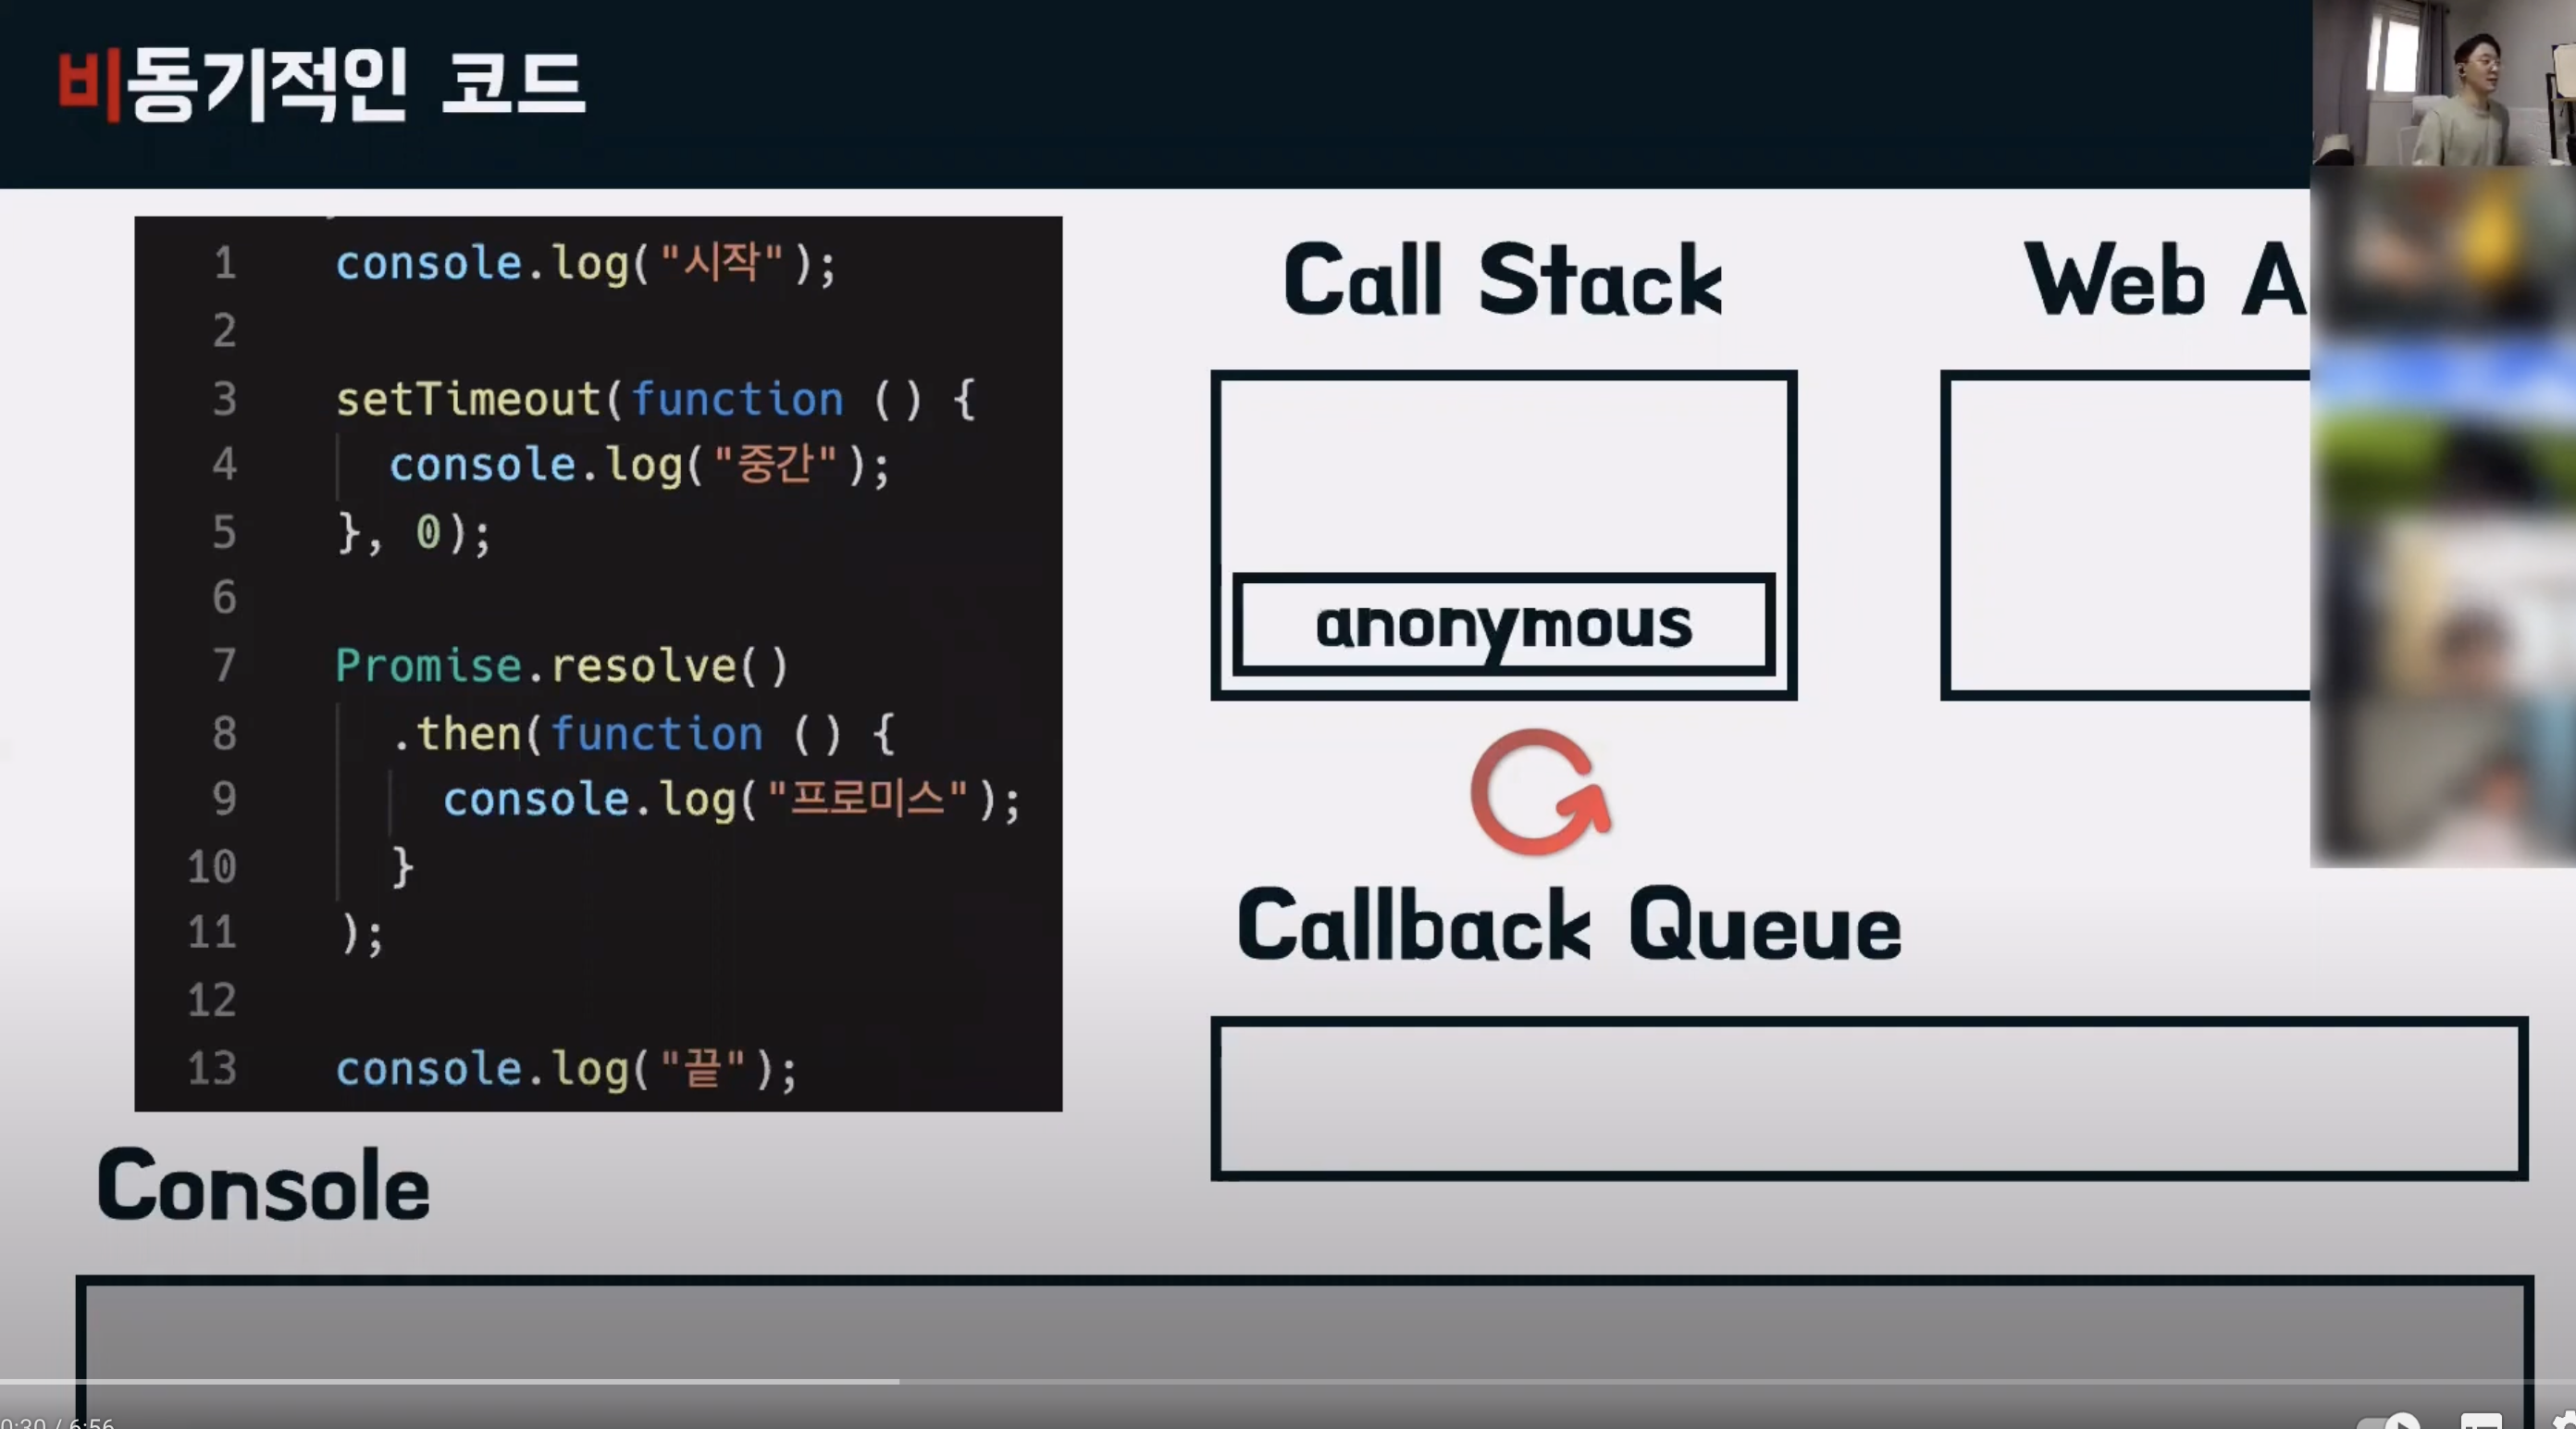 비동기적인 코드
1 console.log("시작");
2
3 setTimeout(function () {
4 console.log("중간");
5 }, 0);
6
7 Promise.resolve()
8 .then(function () {
9 console.log("프로미스");
10 }
11 );
12
13 console.log("끝");
Call Stack
anonymous
Web A
Callback Queue
Console
0:30 / 6:56